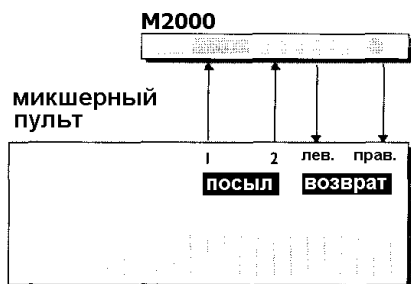 M2000
микшерный
пульт
1 2 лев. прав.
посыл возврат